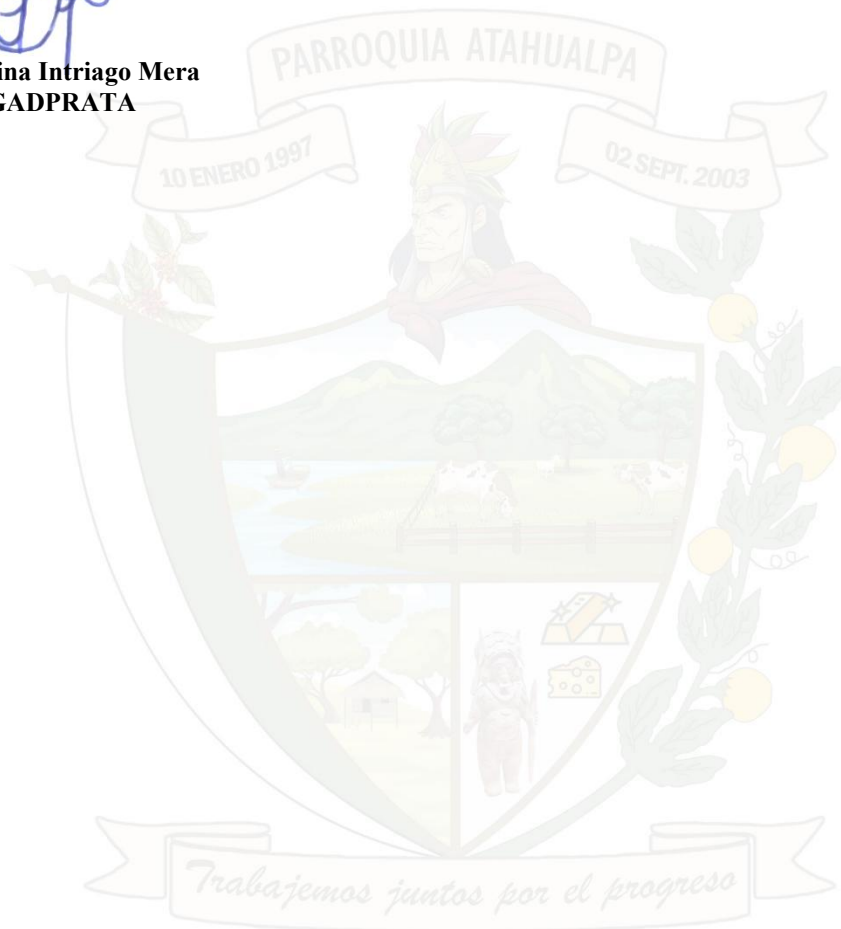 ina Intriago Mera
GADPRATA
PARROQUIA ATAHUALPA
10 ENERO 1997
02 SEPT. 2003
Trabajemos juntos por el progreso